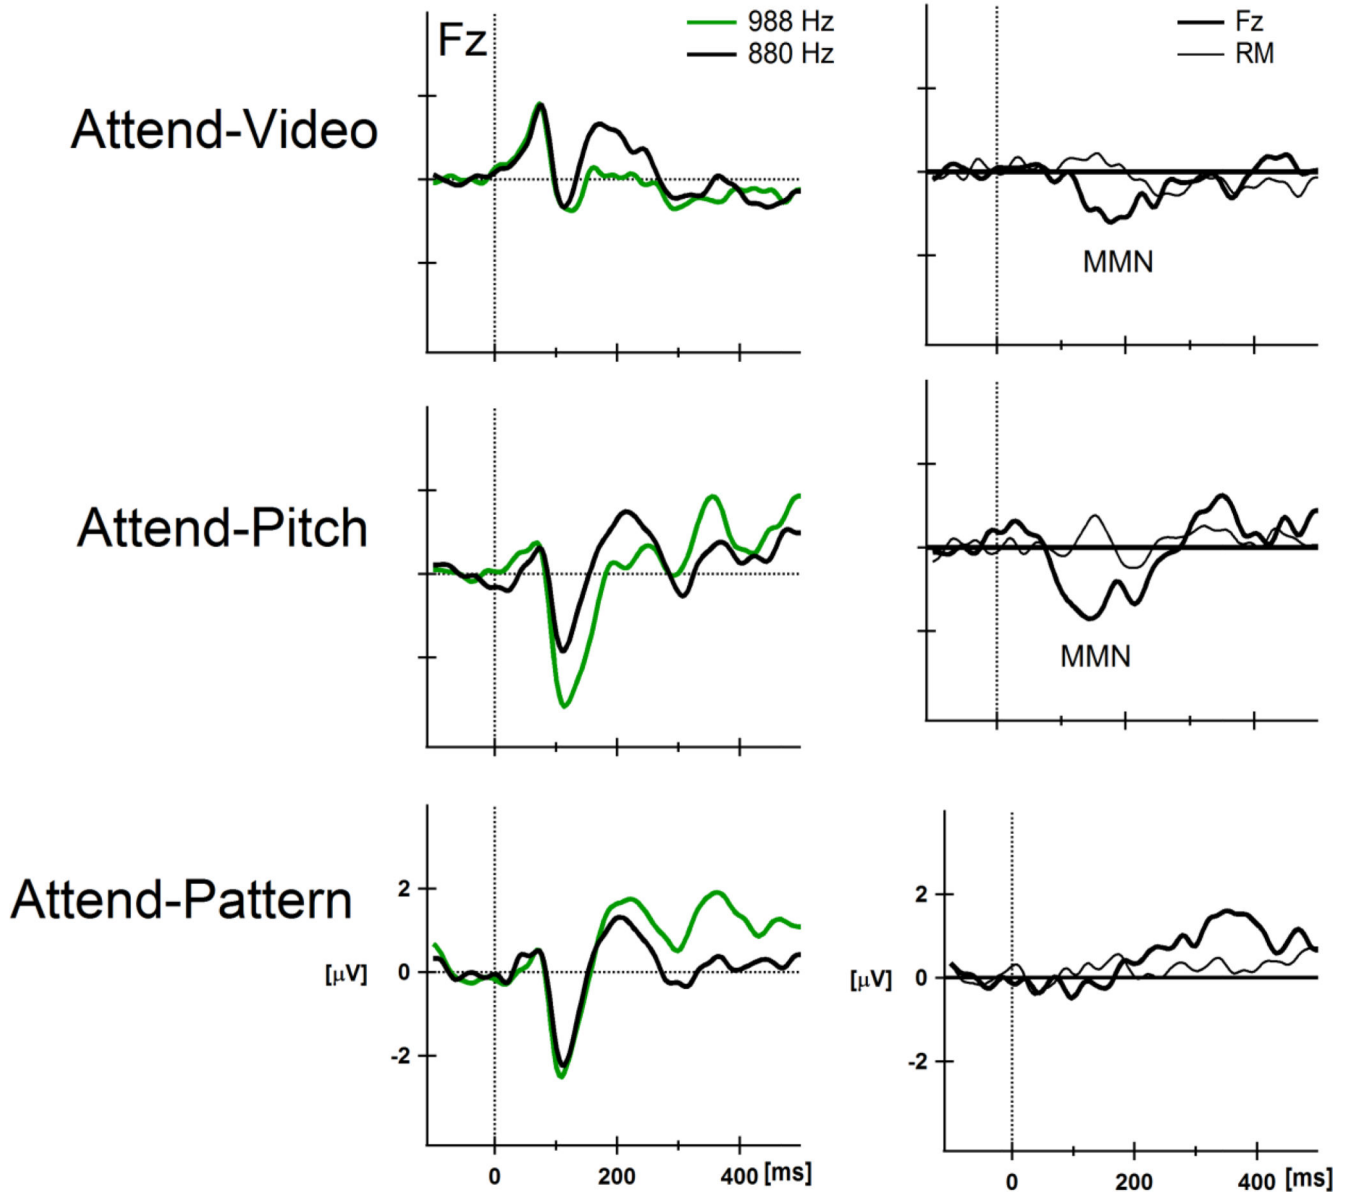 Fz
988 Hz
880 Hz
Fz
RM
Attend-Video
MMN
Attend-Pitch
MMN
Attend-Pattern
2
[μV]
0
-2
0
200
400
[ms]
2
[μV]
0
-2
0
200
400
[ms]